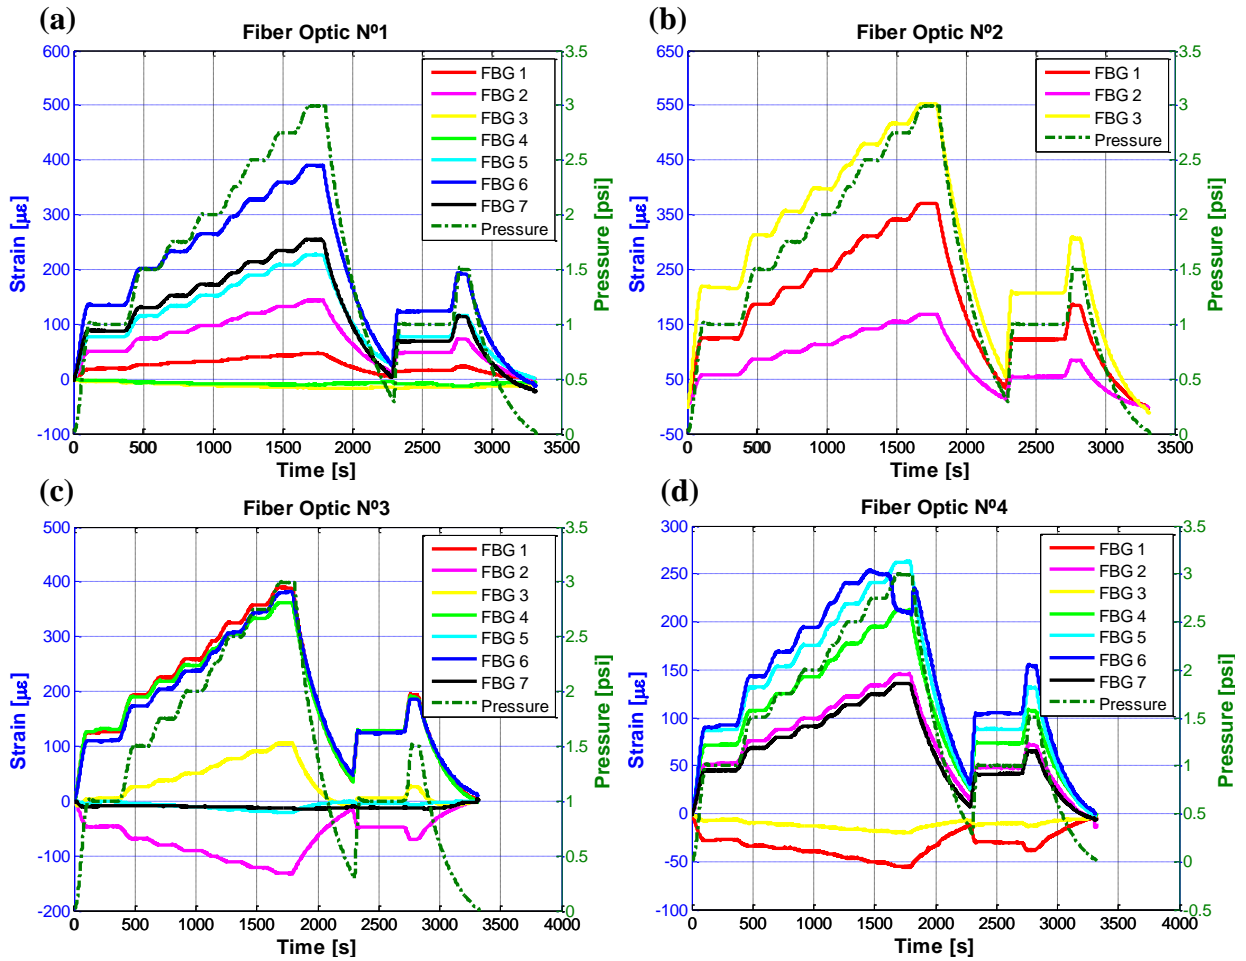 (a)
Fiber Optic Nº1
600
500
400
300
200
100
0
-100
Strain [µε]
3.5
3
2.5
2
1.5
1
0.5
0
Pressure [psi]
FBG 1
FBG 2
FBG 3
FBG 4
FBG 5
FBG 6
FBG 7
Pressure
0 500 1000 1500 2000 2500 3000 3500
Time [s]
(b)
Fiber Optic Nº2
650
550
450
350
250
150
50
-50
Strain [µε]
3.5
3
2.5
2
1.5
1
0.5
0
Pressure [psi]
FBG 1
FBG 2
FBG 3
Pressure
0 500 1000 1500 2000 2500 3000 3500
Time [s]
(c)
Fiber Optic Nº3
500
400
300
200
100
0
-100
-200
Strain [µε]
3.5
3
2.5
2
1.5
1
0.5
0
Pressure [psi]
FBG 1
FBG 2
FBG 3
FBG 4
FBG 5
FBG 6
FBG 7
Pressure
0 500 1000 1500 2000 2500 3000 3500 4000
Time [s]
(d)
Fiber Optic Nº4
300
250
200
150
100
50
0
-50
-100
Strain [µε]
3.5
3
2.5
2
1.5
1
0.5
0
-0.5
Pressure [psi]
FBG 1
FBG 2
FBG 3
FBG 4
FBG 5
FBG 6
FBG 7
Pressure
0 500 1000 1500 2000 2500 3000 3500 4000
Time [s]